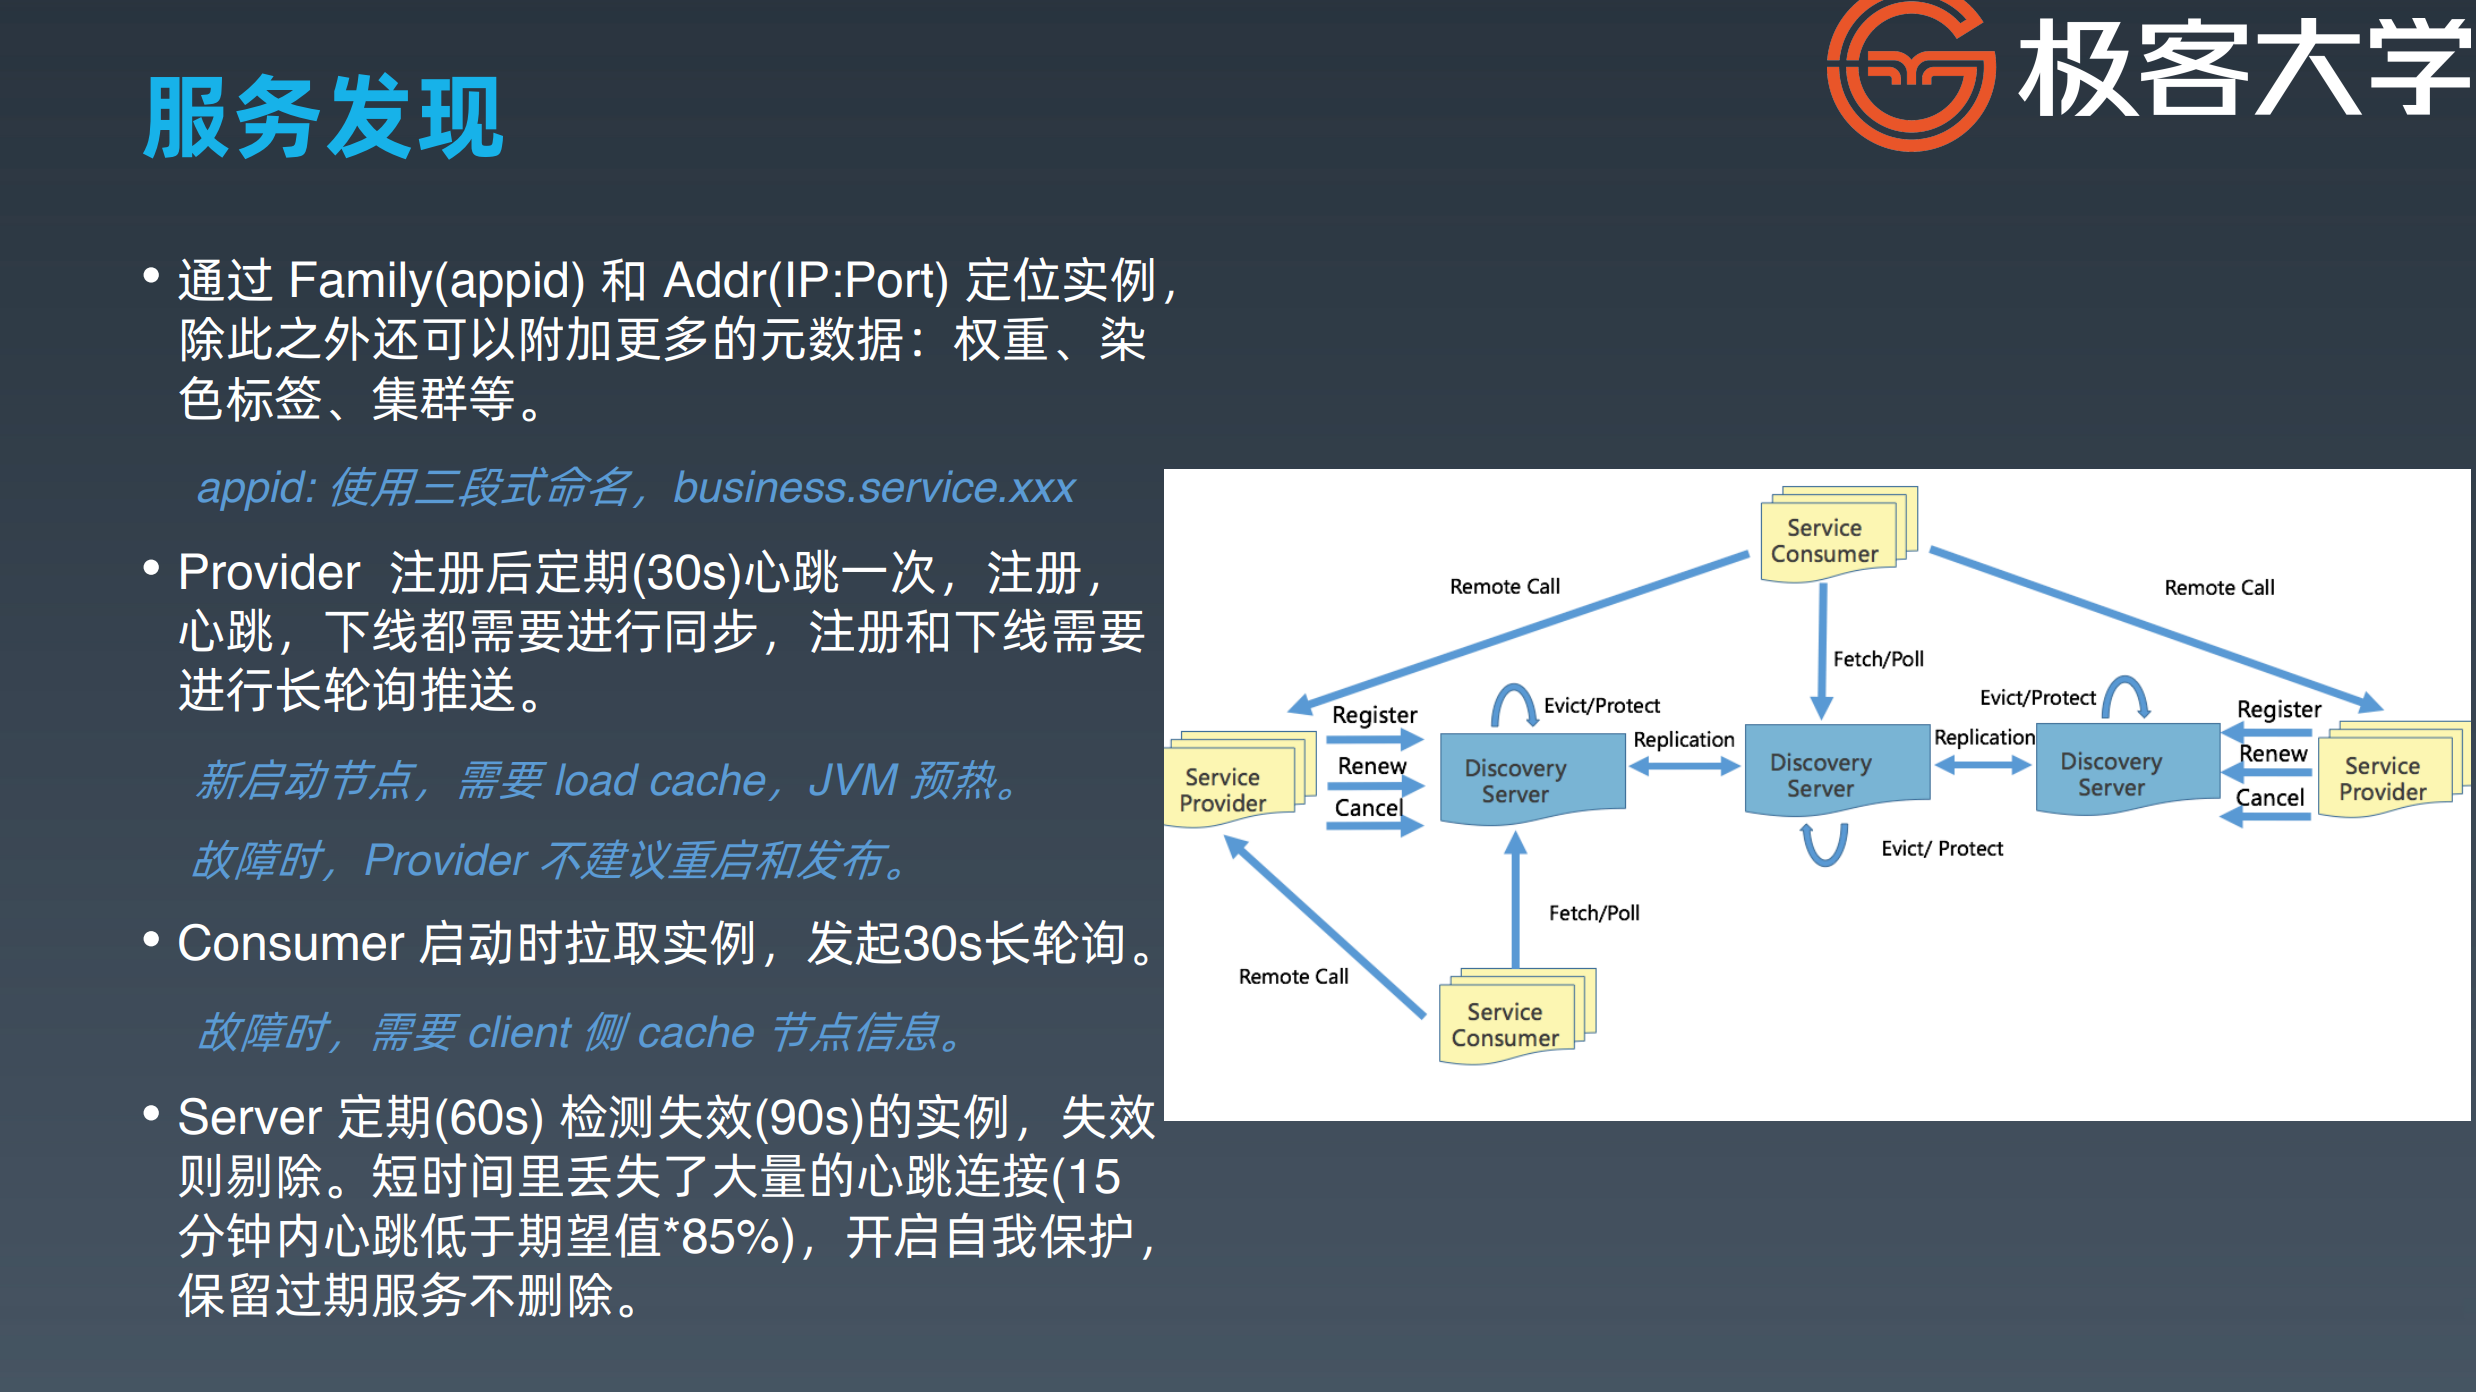 极客大学
服务发现
• 通过 Family(appid) 和 Addr(IP:Port) 定位实例，
除此之外还可以附加更多的元数据：权重、染
色标签、集群等。
appid: 使用三段式命名，business.service.xxx
• Provider 注册后定期(30s)心跳一次，注册，
心跳，下线都需要进行同步，注册和下线需要
进行长轮询推送。
新启动节点，需要 load cache，JVM 预热。
故障时，Provider 不建议重启和发布。
• Consumer 启动时拉取实例，发起30s长轮询。
故障时，需要 client 侧 cache 节点信息。
• Server 定期(60s) 检测失效(90s)的实例，失效
则剔除。短时间里丢失了大量的心跳连接(15
分钟内心跳低于期望值*85%)，开启自我保护，
保留过期服务不删除。
Service
Consumer
Remote Call
Remote Call
Fetch/Poll
Evict/Protect
Evict/Protect
Register
Renew
Cancel
Service
Provider
Discovery
Server
Replication
Discovery
Server
Replication
Discovery
Server
Register
Renew
Cancel
Service
Provider
Evict/ Protect
Fetch/Poll
Remote Call
Service
Consumer